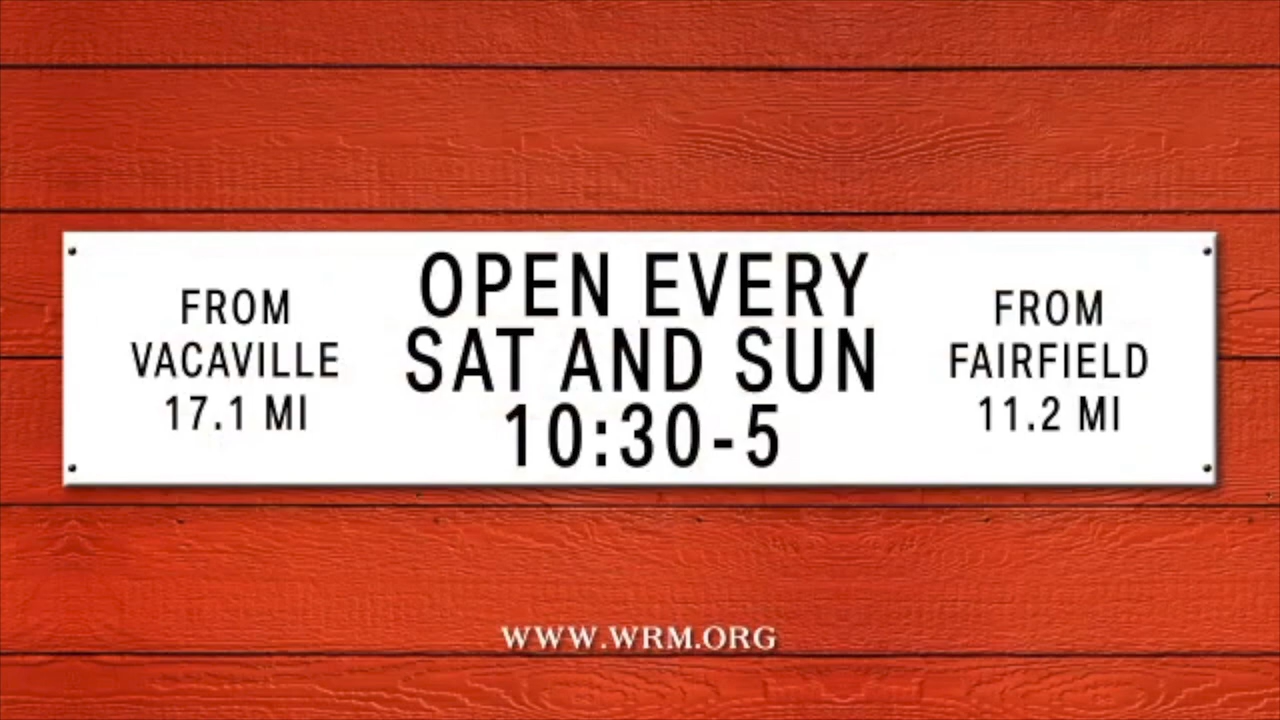 FROM
VACAVILLE
17.1 MI
OPEN EVERY
SAT AND SUN
10:30-5
FROM
FAIRFIELD
11.2 MI
WWW.WRM.ORG